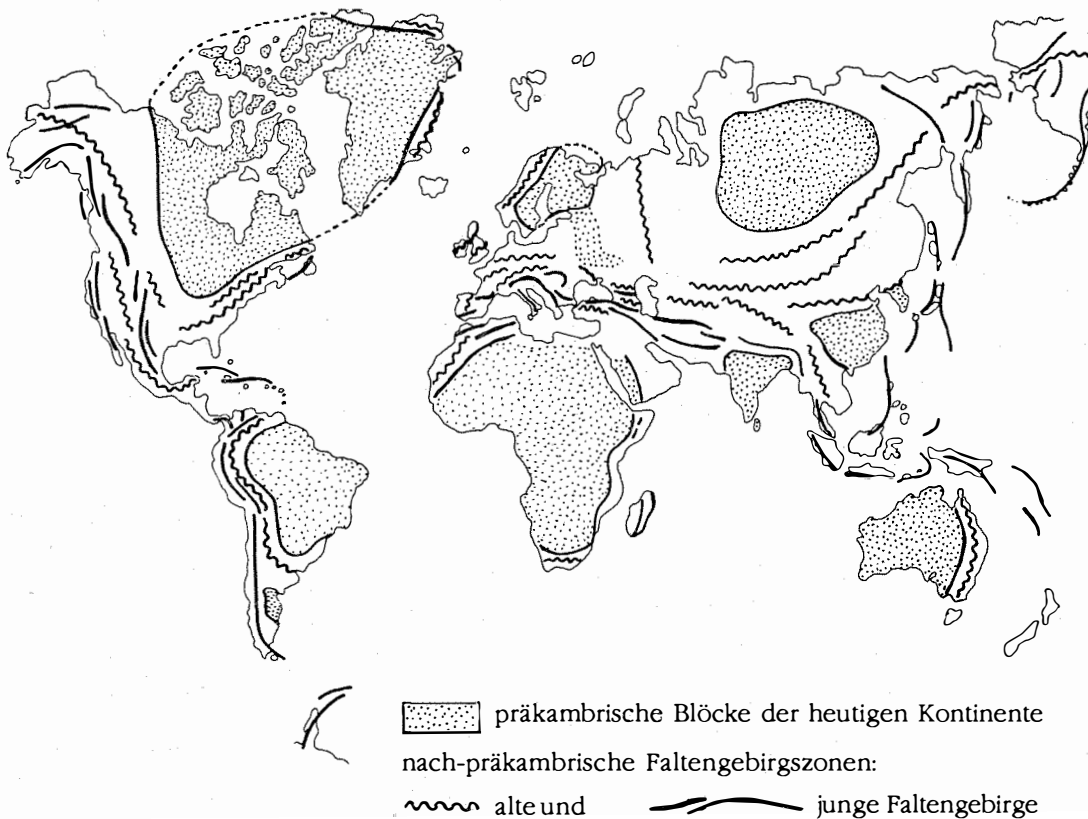 präkambrische Blöcke der heutigen Kontinente
nach-präkambrische Faltengebirgszonen:
alte und junge Faltengebirge